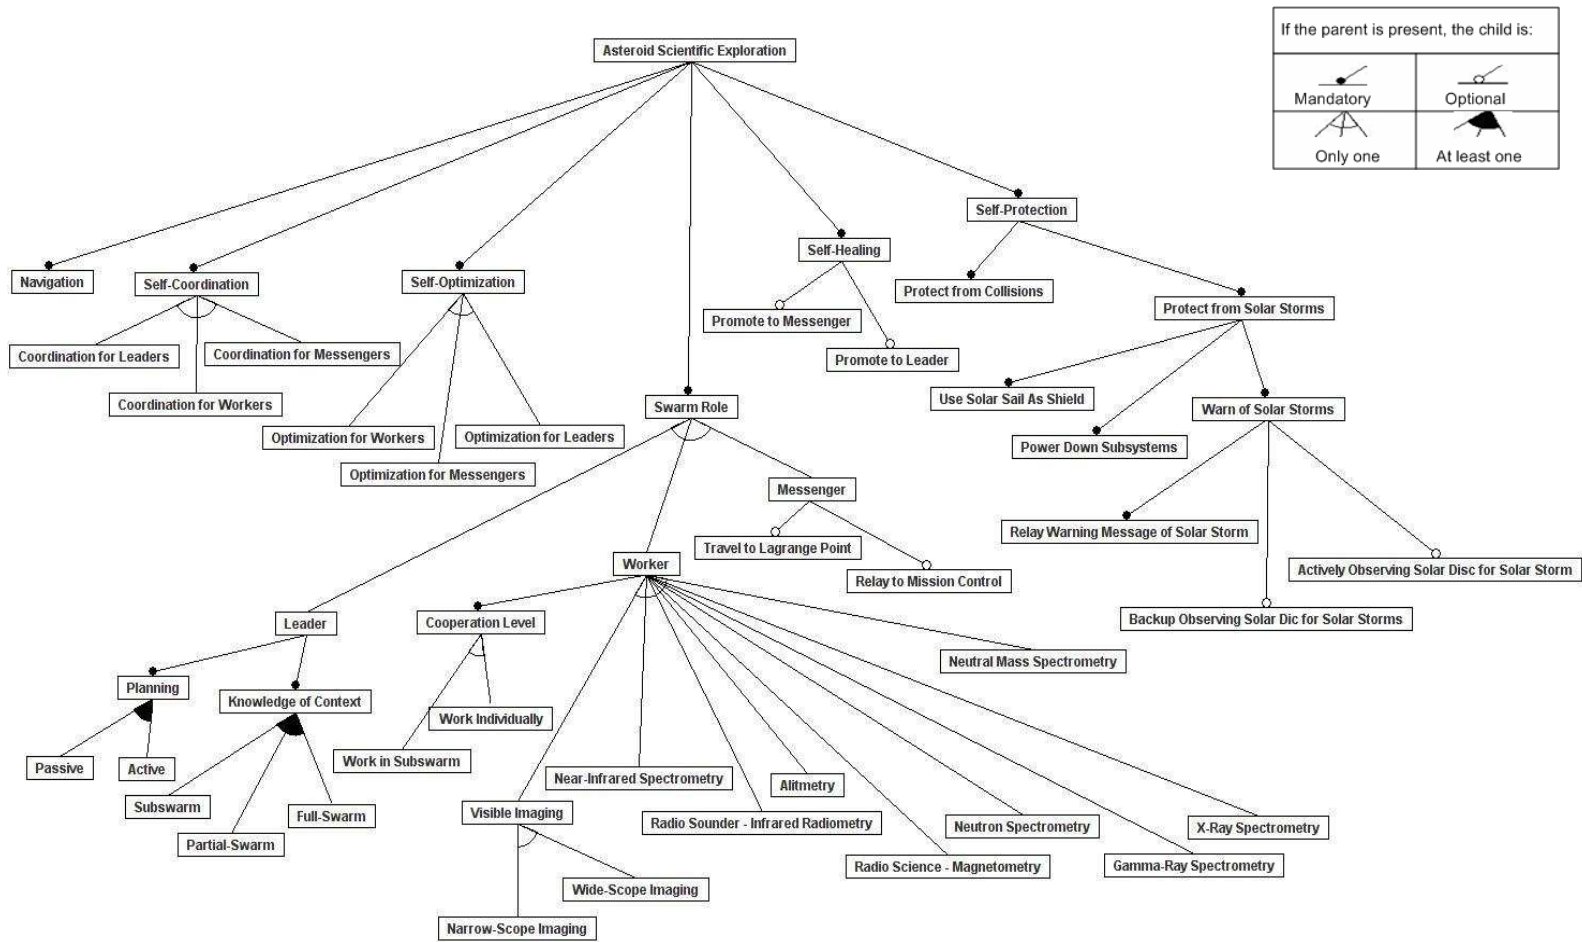 If the parent is present, the child is:
Mandatory
Optional
Only one
At least one
Asteroid Scientific Exploration
Self-Protection
Self-Healing
Navigation
Self-Coordination
Self-Optimization
Protect from Collisions
Protect from Solar Storms
Promote to Messenger
Promote to Leader
Coordination for Leaders
Coordination for Messengers
Coordination for Workers
Optimization for Workers
Optimization for Leaders
Optimization for Messengers
Swarm Role
Use Solar Sail As Shield
Warn of Solar Storms
Power Down Subsystems
Messenger
Relay Warning Message of Solar Storm
Travel to Lagrange Point
Relay to Mission Control
Actively Observing Solar Disc for Solar Storm
Backup Observing Solar Dic for Solar Storms
Worker
Leader
Cooperation Level
Neutral Mass Spectrometry
Planning
Knowledge of Context
Work Individually
Work in Subswarm
Passive
Active
Subswarm
Full-Swarm
Partial-Swarm
Near-Infrared Spectrometry
Alitmetry
Visible Imaging
Radio Sounder - Infrared Radiometry
Neutron Spectrometry
X-Ray Spectrometry
Radio Science - Magnetometry
Gamma-Ray Spectrometry
Wide-Scope Imaging
Narrow-Scope Imaging